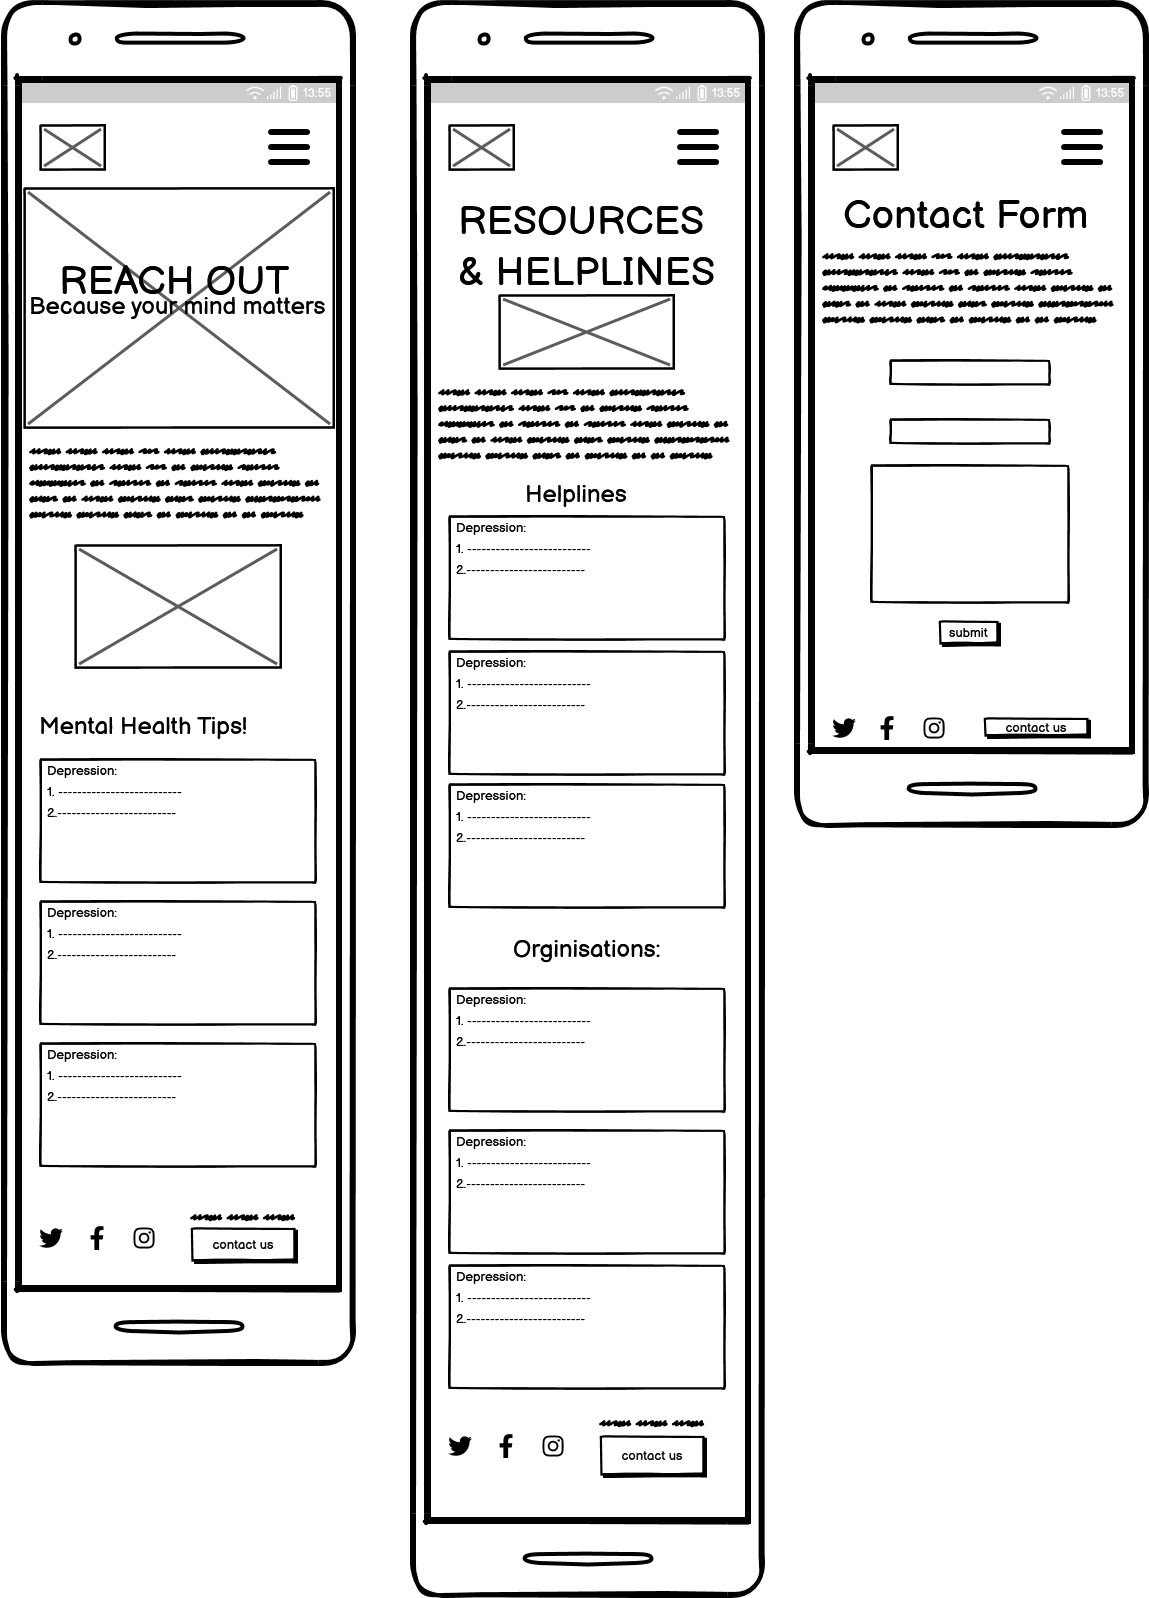 13:55
REACH OUT
Because your mind matters
Mental Health Tips!
Depression:
1. --------------------------
2.-------------------------
Depression:
1. --------------------------
2.-------------------------
Depression:
1. --------------------------
2.-------------------------
contact us
13:55
RESOURCES
& HELPLINES
Helplines
Depression:
1. --------------------------
2.-------------------------
Depression:
1. --------------------------
2.-------------------------
Depression:
1. --------------------------
2.-------------------------
Orginisations:
Depression:
1. --------------------------
2.-------------------------
Depression:
1. --------------------------
2.-------------------------
Depression:
1. --------------------------
2.-------------------------
contact us
13:55
Contact Form
submit
contact us